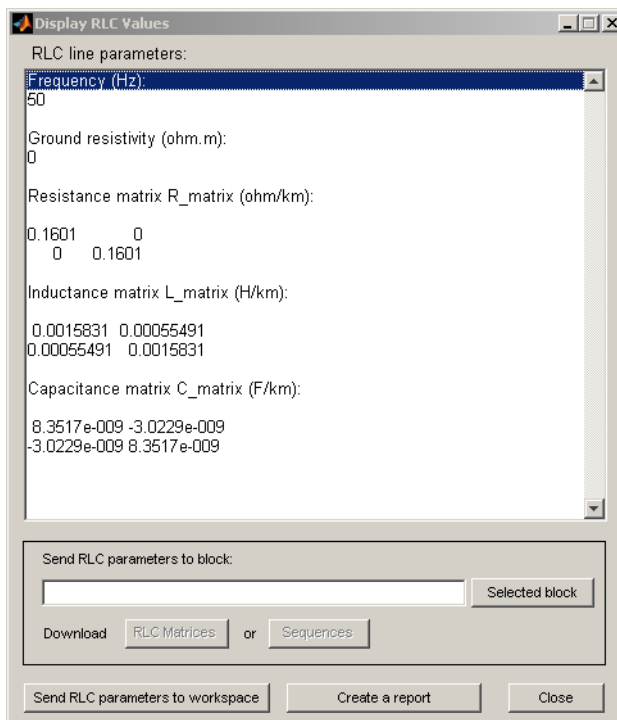 Display RLC Values
RLC line parameters:
Frequency (Hz):
50
Ground resistivity (ohm.m):
0
Resistance matrix R_matrix (ohm/km):
0.1601 0
0 0.1601
Inductance matrix L_matrix (H/km):
0.0015831 0.00055491
0.00055491 0.0015831
Capacitance matrix C_matrix (F/km):
8.3517e-009 -3.0229e-009
-3.0229e-009 8.3517e-009
Send RLC parameters to block:
Selected block
Download RLC Matrices or Sequences
Send RLC parameters to workspace Create a report Close